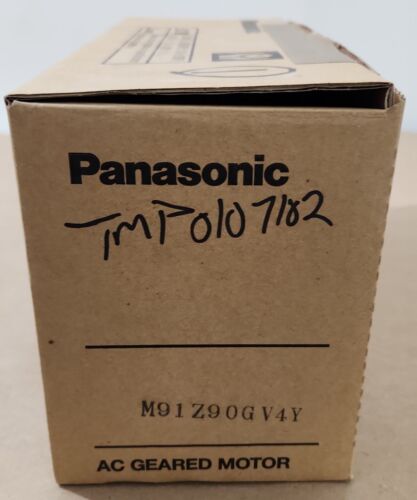 Panasonic
TMP0107182
M91Z90GV4Y
AC GEARED MOTOR